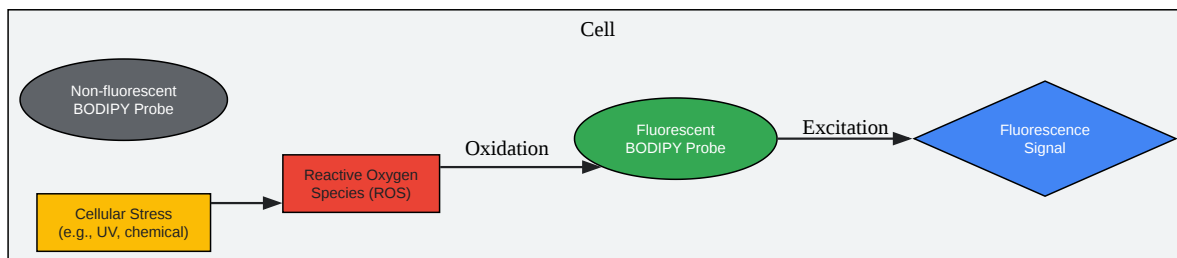 Cell
Non-fluorescent
BODIPY Probe
Cellular Stress
(e.g., UV, chemical)
Reactive Oxygen
Species (ROS)
Oxidation
Fluorescent
BODIPY Probe
Excitation
Fluorescence
Signal